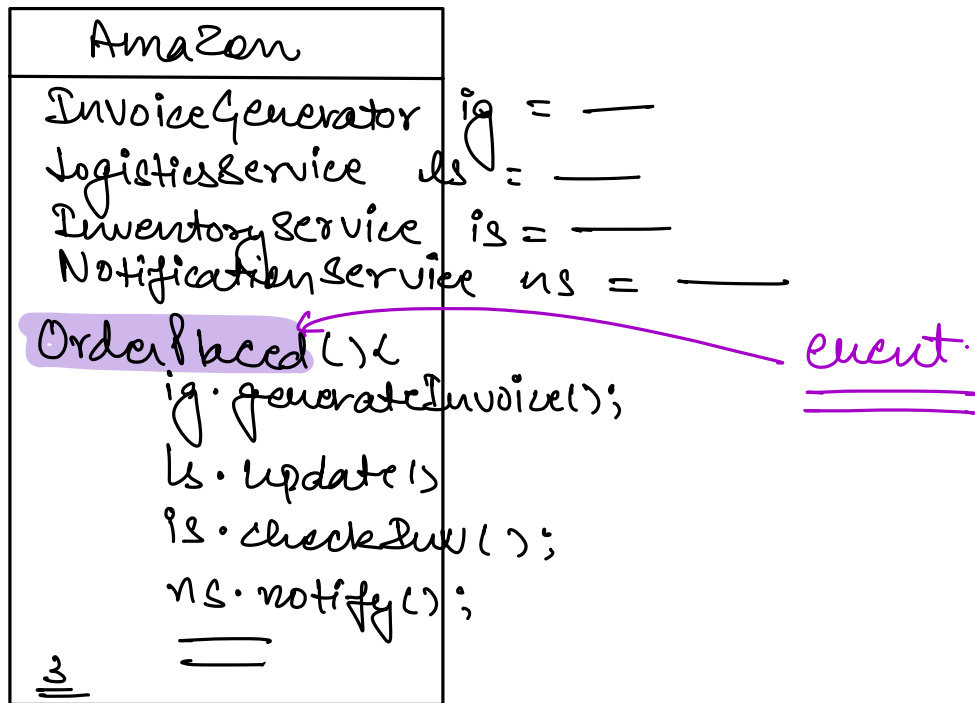 Amazon
InvoiceGenerator ig = —
LogisticsService ls = —
InventoryService is = —
NotificationService ns = —
OrderPlaced() {
event.
ig.generateInvoice();
ls.update()
is.checkInv();
ns.notify();
}